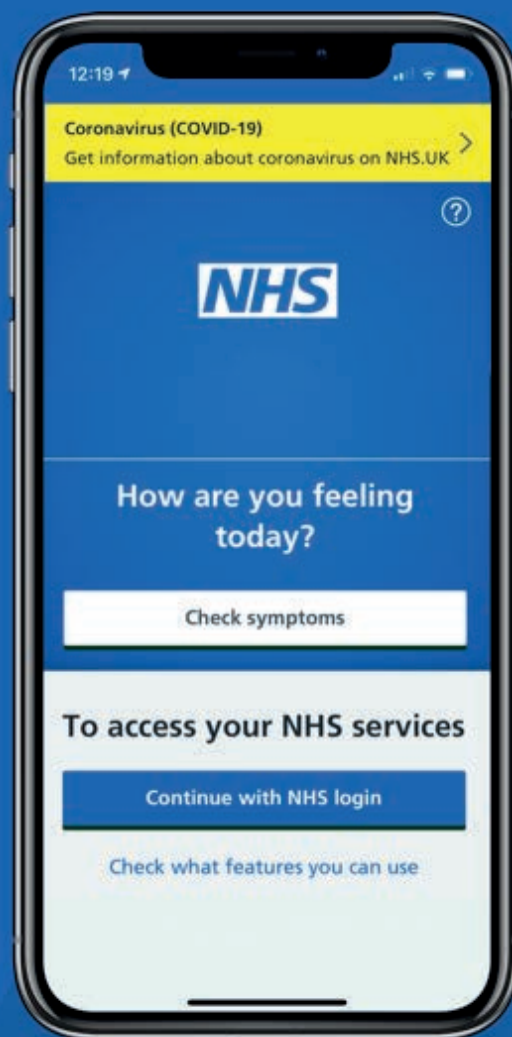 12:19
Coronavirus (COVID-19)
Get information about coronavirus on NHS.UK
?
NHS
How are you feeling
today?
Check symptoms
To access your NHS services
Continue with NHS login
Check what features you can use